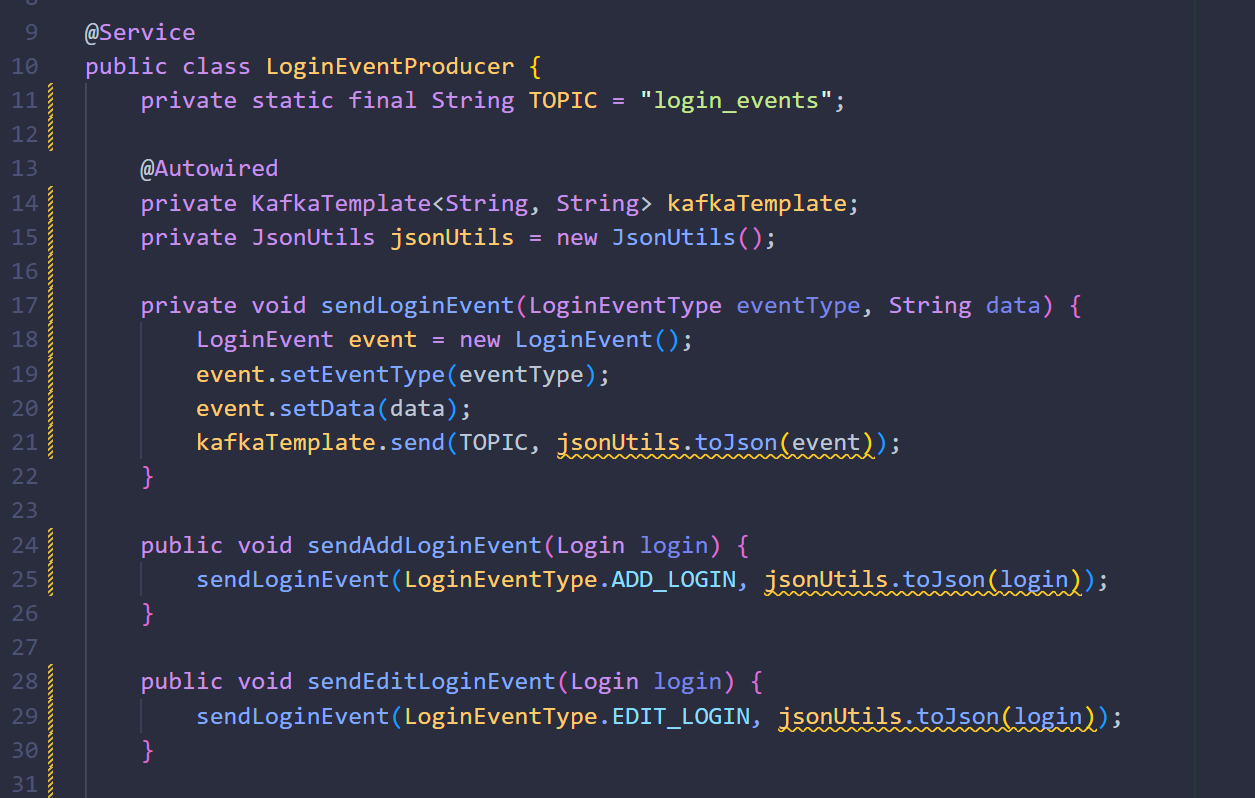 9 @Service
10 public class LoginEventProducer {
11     private static final String TOPIC = "login_events";
12
13     @Autowired
14     private KafkaTemplate<String, String> kafkaTemplate;
15     private JsonUtils jsonUtils = new JsonUtils();
16
17     private void sendLoginEvent(LoginEventType eventType, String data) {
18         LoginEvent event = new LoginEvent();
19         event.setEventType(eventType);
20         event.setData(data);
21         kafkaTemplate.send(TOPIC, jsonUtils.toJson(event));
22     }
23
24     public void sendAddLoginEvent(Login login) {
25         sendLoginEvent(LoginEventType.ADD_LOGIN, jsonUtils.toJson(login));
26     }
27
28     public void sendEditLoginEvent(Login login) {
29         sendLoginEvent(LoginEventType.EDIT_LOGIN, jsonUtils.toJson(login));
30     }
31